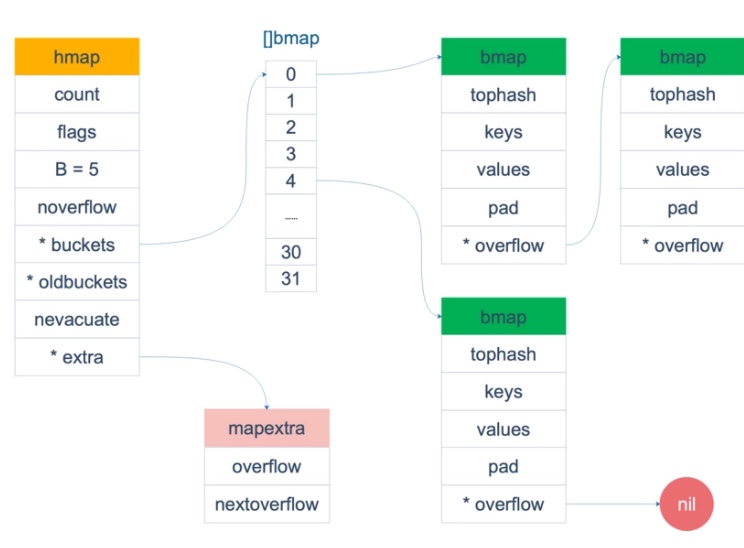 hmap
count
flags
B = 5
noverflow
* buckets
* oldbuckets
nevacuate
* extra
[]bmap
0
1
2
3
4
......
30
31
bmap
tophash
keys
values
pad
* overflow
bmap
tophash
keys
values
pad
* overflow
bmap
tophash
keys
values
pad
* overflow
nil
mapextra
overflow
nextoverflow